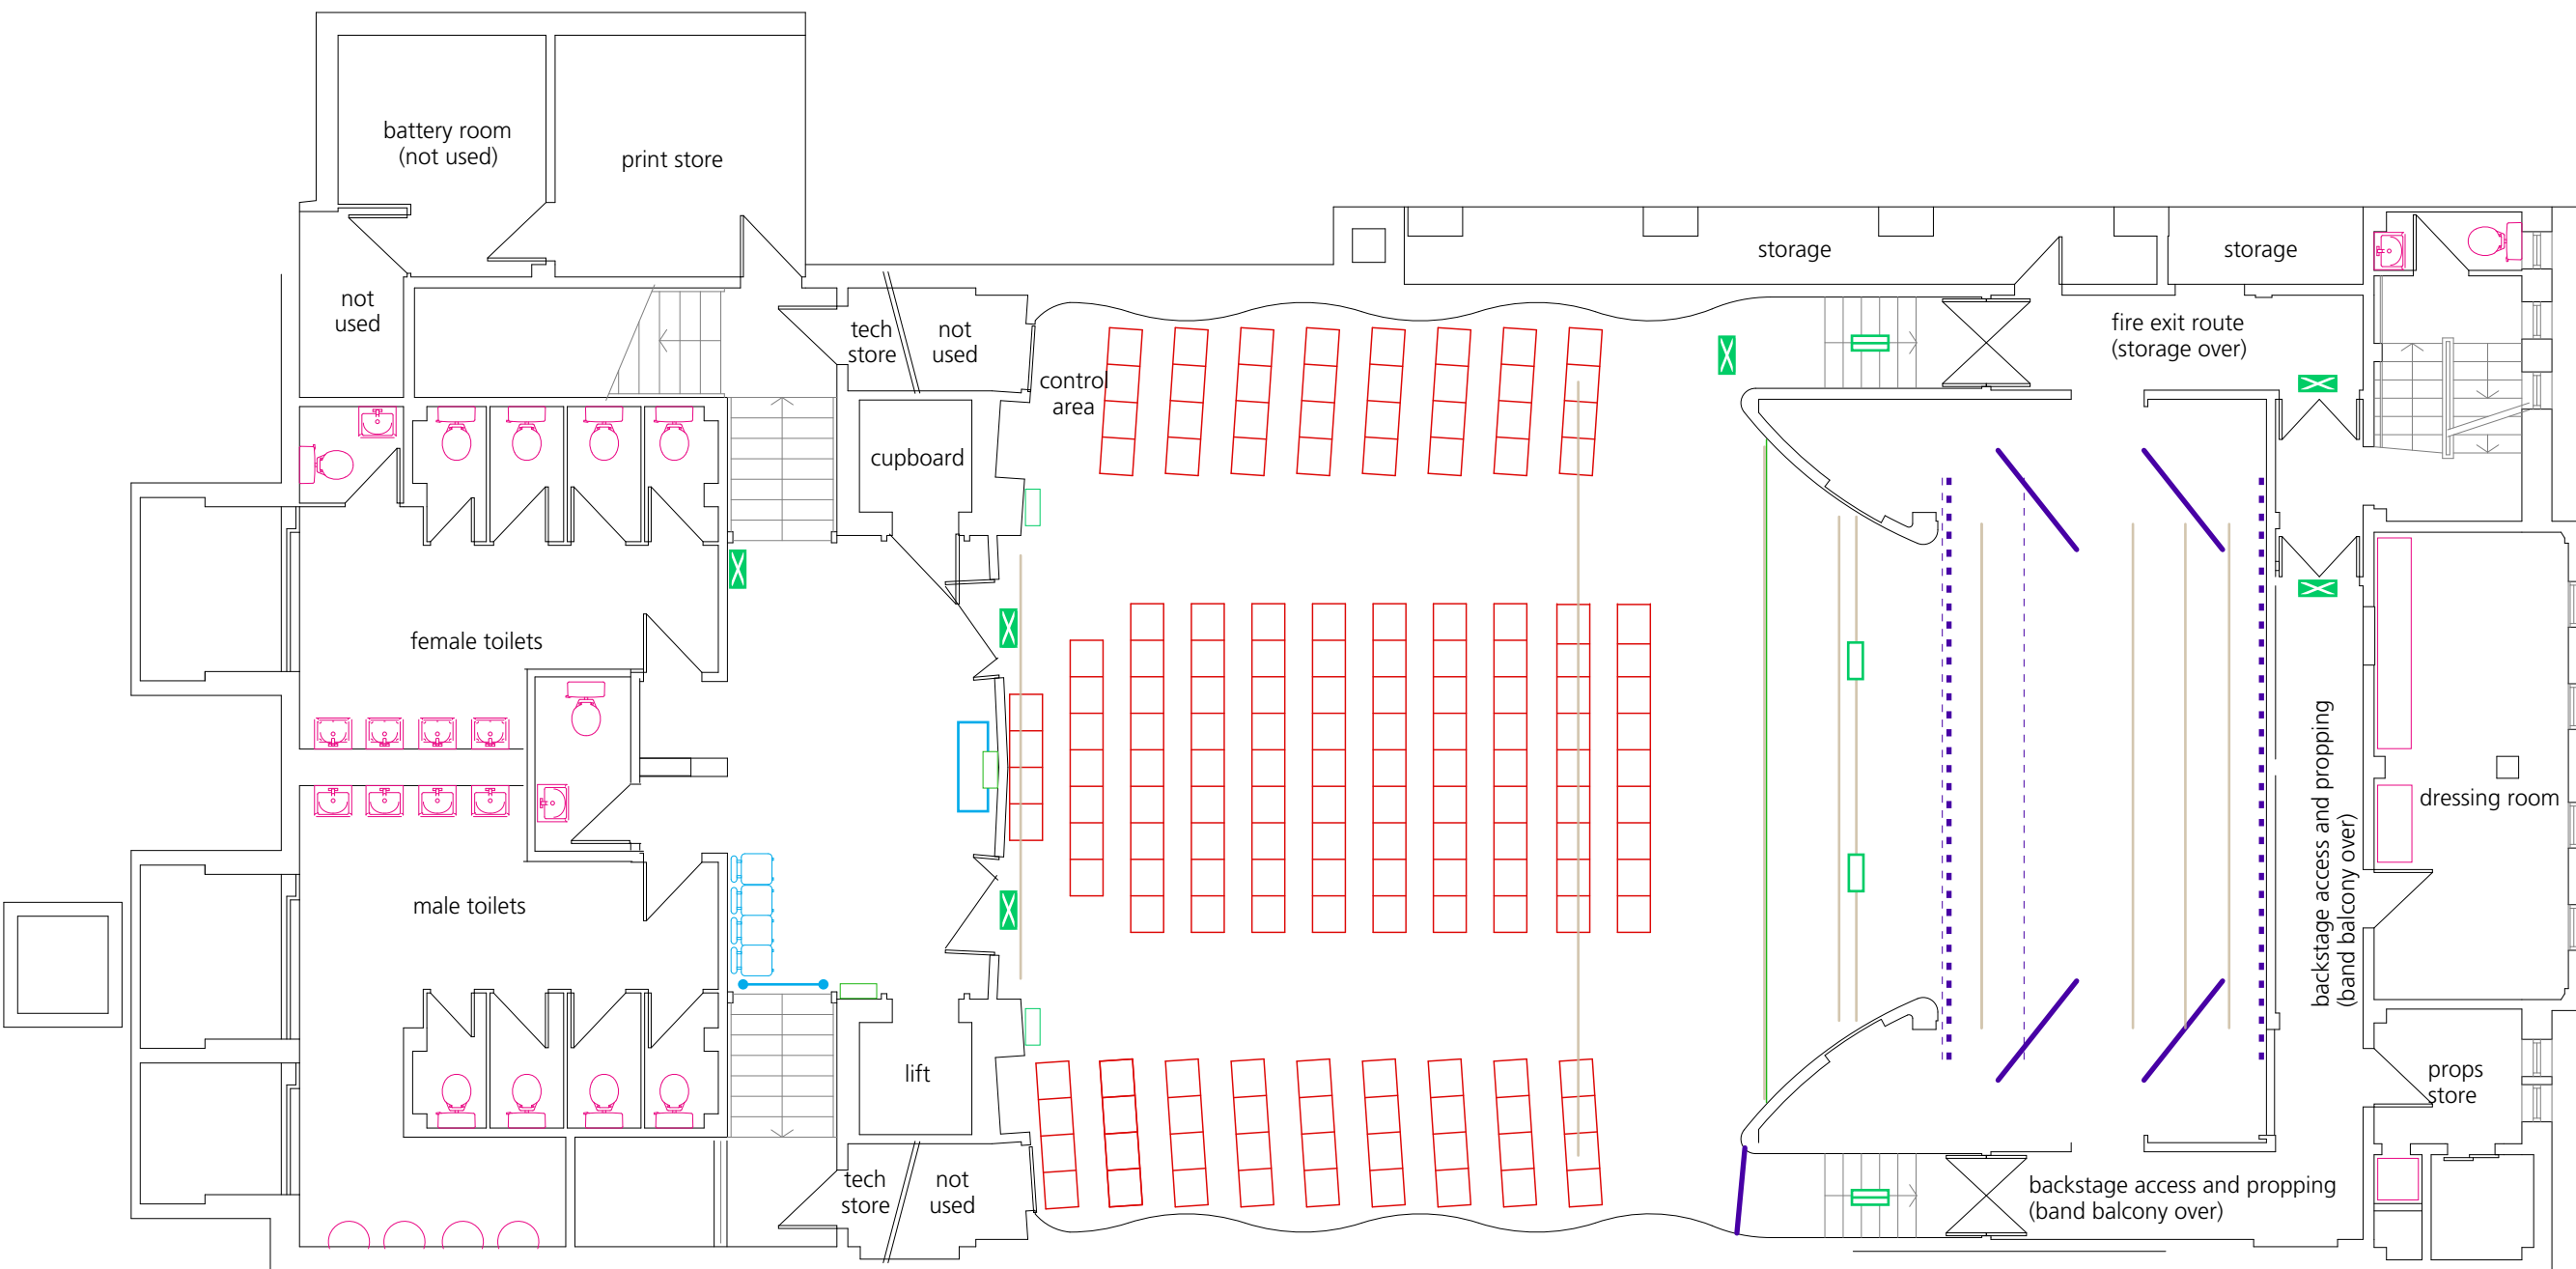 battery room
(not used)
print store
storage
storage
not
used
tech
store
not
used
fire exit route
(storage over)
control
area
cupboard
female toilets
backstage access and propping
(band balcony over)
dressing room
male toilets
lift
props
store
tech
store
not
used
backstage access and propping
(band balcony over)